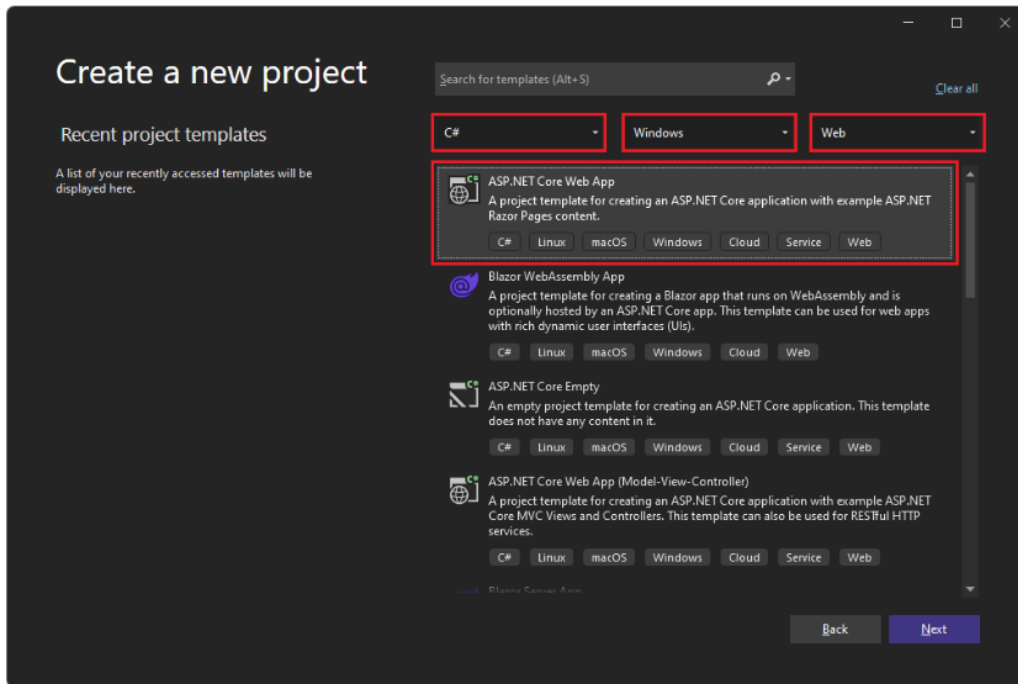 Create a new project
Recent project templates
A list of your recently accessed templates will be
displayed here.
Search for templates (Alt+S)
Clear all
C#
Windows
Web
C#
ASP.NET Core Web App
A project template for creating an ASP.NET Core application with example ASP.NET
Razor Pages content.
C# Linux macOS Windows Cloud Service Web
Blazor WebAssembly App
A project template for creating a Blazor app that runs on WebAssembly and is
optionally hosted by an ASP.NET Core app. This template can be used for web apps
with rich dynamic user interfaces (UIs).
C# Linux macOS Windows Cloud Web
C#
ASP.NET Core Empty
An empty project template for creating an ASP.NET Core application. This template
does not have any content in it.
C# Linux macOS Windows Cloud Service Web
C#
ASP.NET Core Web App (Model-View-Controller)
A project template for creating an ASP.NET Core application with example ASP.NET
Core MVC Views and Controllers. This template can also be used for RESTful HTTP
services.
C# Linux macOS Windows Cloud Service Web
Blazor Server App
Back
Next